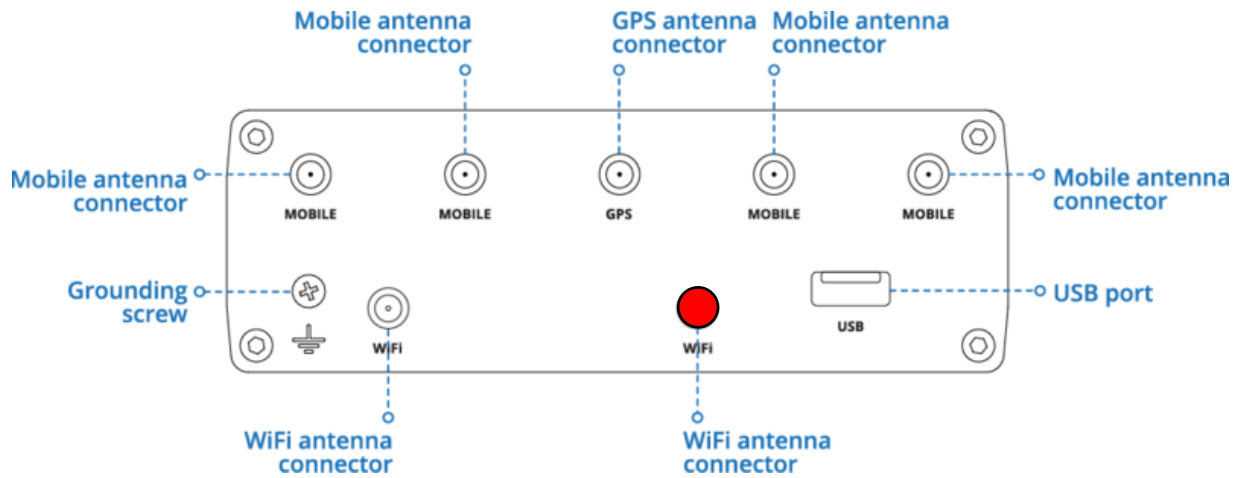 Mobile antenna
connector
GPS antenna
connector
Mobile antenna
connector
Mobile antenna
connector
MOBILE
MOBILE
GPS
MOBILE
MOBILE
Mobile antenna
connector
Grounding
screw
WiFi
WiFi
USB
USB port
WiFi antenna
connector
WiFi antenna
connector